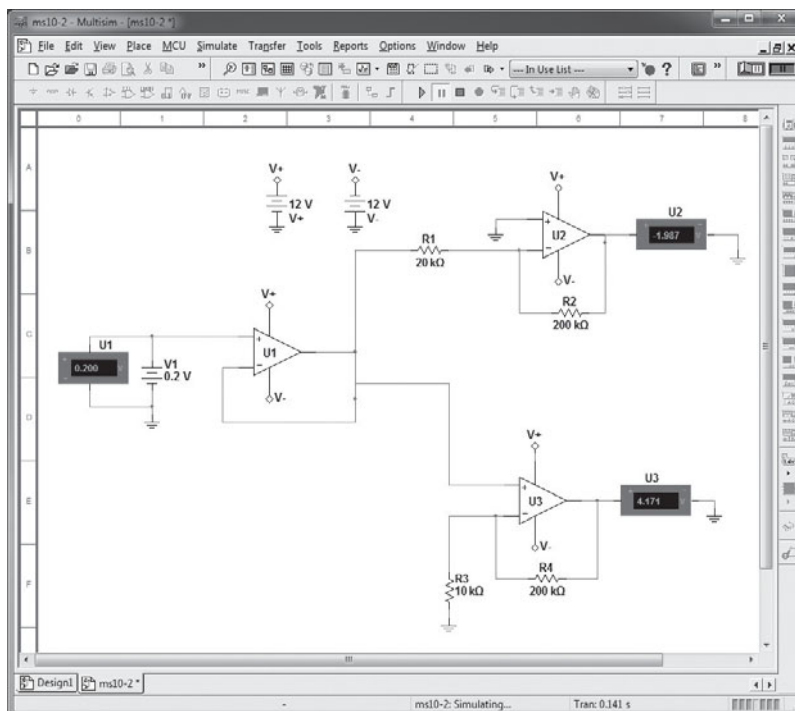 ms10-2 - Multisim - [ms10-2 *]
File Edit View Place MCU Simulate Transfer Tools Reports Options Window Help
--- In Use List ---
0 1 2 3 4 5 6 7 8
A
V+
V-
V+
U2
12 V
12 V
V+
V-
U2
-1.987 V
B
R1
20 kΩ
V-
V+
R2
200 kΩ
C
U1
U1
V1
0.2 V
0.200 V
V-
D
V+
E
U3
U3
4.171 V
V-
R4
200 kΩ
F
R3
10 kΩ
Design1 ms10-2 *
ms10-2: Simulating... Tran: 0.141 s